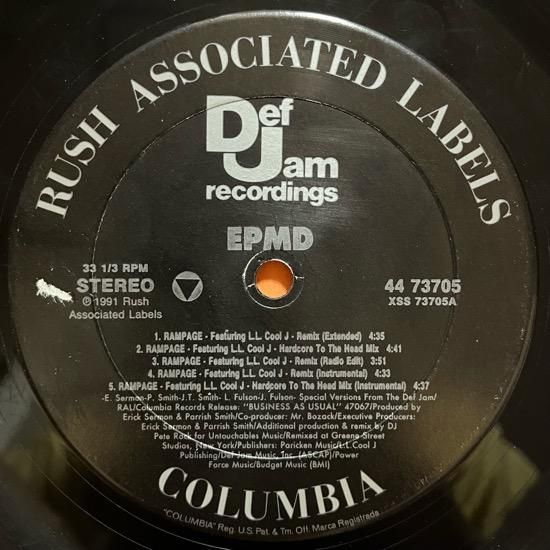 RUSH ASSOCIATED LABELS
Def
Jam
recordings
EPMD
33 1/3 RPM
STEREO
℗ 1991 Rush
Associated Labels
44 73705
XSS 73705A
1. RAMPAGE - Featuring L.L. Cool J - Remix (Extended) 4:35
2. RAMPAGE - Featuring L.L. Cool J - Hardcore To The Head Mix 4:41
3. RAMPAGE - Featuring L.L. Cool J - Remix (Radio Edit) 3:51
4. RAMPAGE - Featuring L.L. Cool J - Remix (Instrumental) 4:33
5. RAMPAGE - Featuring L.L. Cool J - Hardcore To The Head Mix (Instrumental) 4:37
-E. Sermon-P. Smith-J.T. Smith- L. Fulson-J. Fulson- Special Versions From The Def Jam/
RAL/Columbia Records Release: "BUSINESS AS USUAL" 47067/Produced by
Erick Sermon & Parrish Smith/Co-producer: Mr. Bozack/Executive Producers:
Erick Sermon & Parrish Smith/Additional production & remix by DJ
Pete Rock for Untouchables Music/Remixed at Greene Street
Studios, New York/Publishers: Paricken Music/L.L. Cool J
Publishing/Def Jam Music, Inc. (ASCAP)/Power
Force Music/Budget Music (BMI)
COLUMBIA
"COLUMBIA" Reg. U.S. Pat. & Tm. Off. Marca Registrada